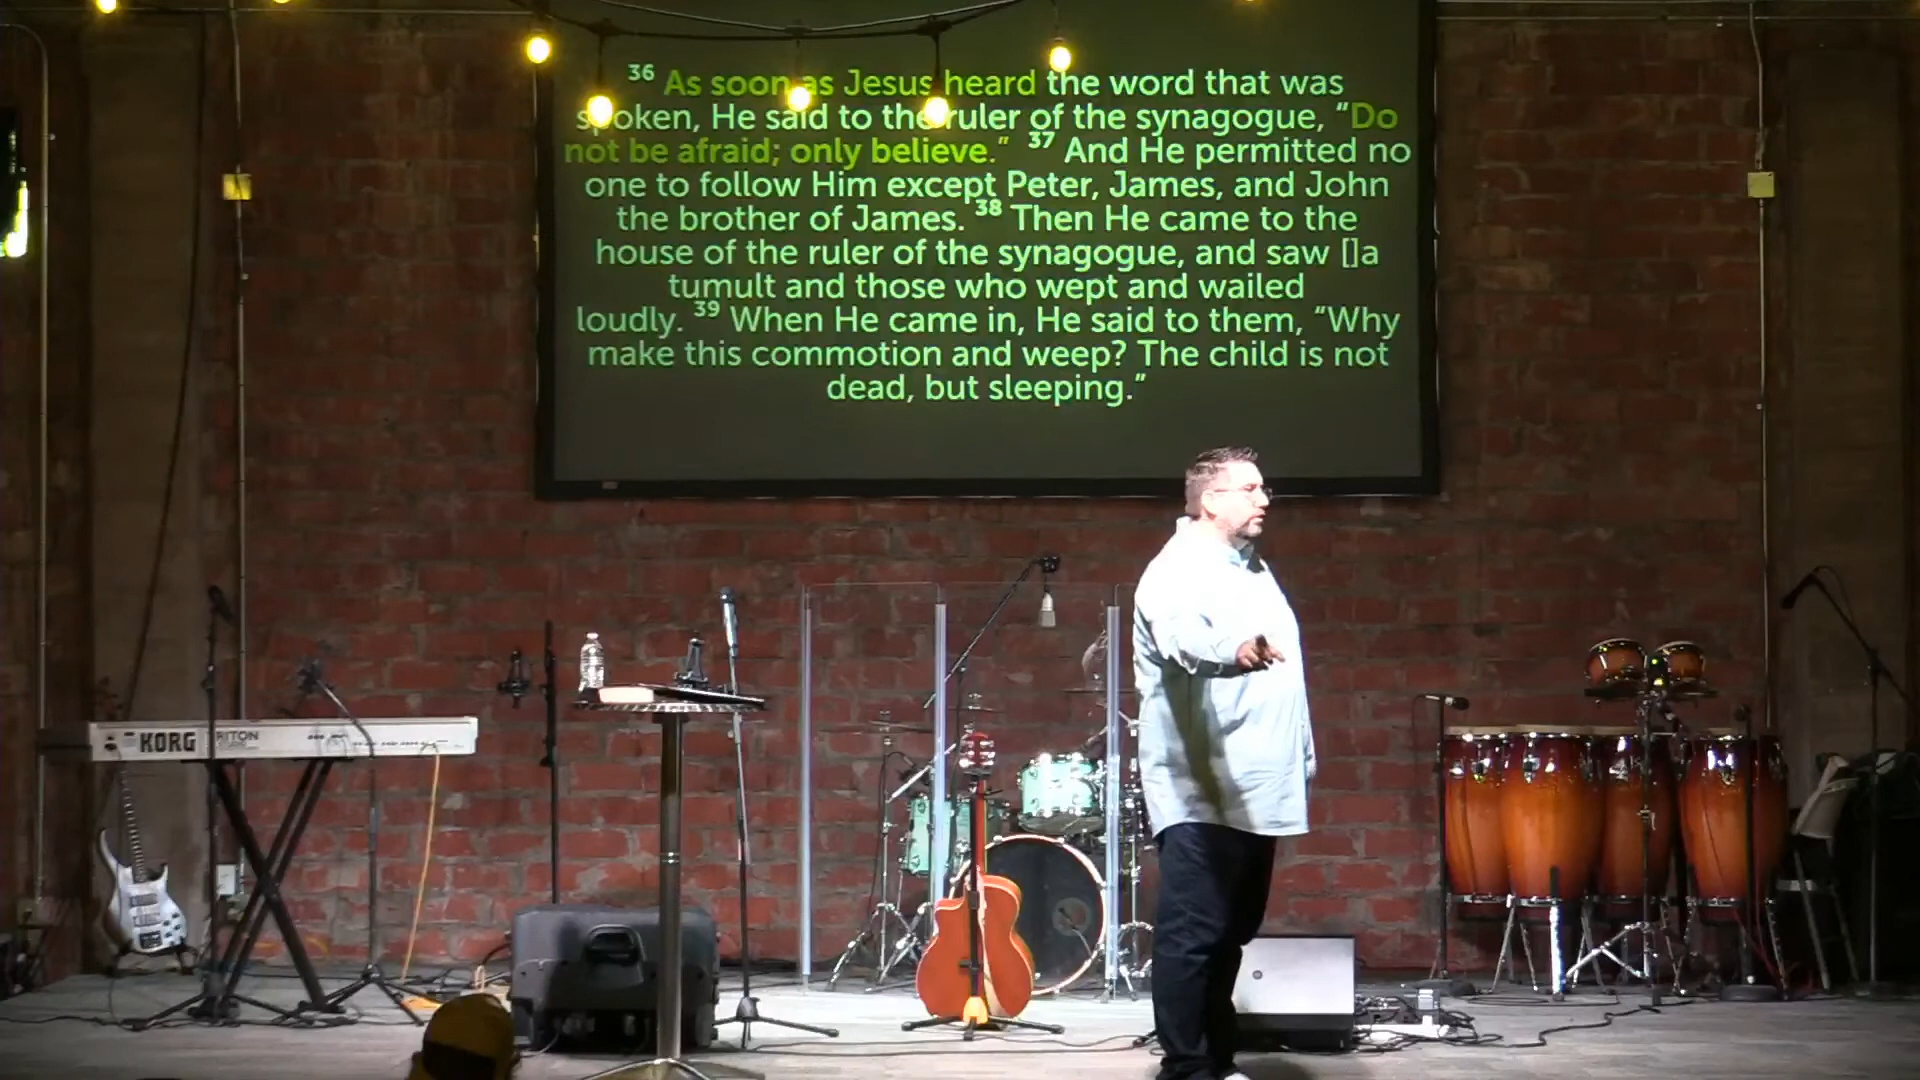 36 As soon as Jesus heard the word that was
spoken, He said to the ruler of the synagogue, “Do
not be afraid; only believe.” 37 And He permitted no
one to follow Him except Peter, James, and John
the brother of James. 38 Then He came to the
house of the ruler of the synagogue, and saw []a
tumult and those who wept and wailed
loudly. 39 When He came in, He said to them, “Why
make this commotion and weep? The child is not
dead, but sleeping.”
KORG TRITON